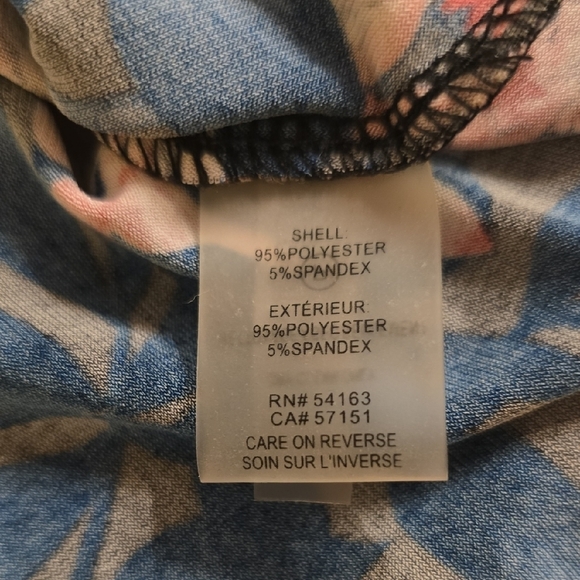 SHELL:
95%POLYESTER
5%SPANDEX
EXTÉRIEUR:
95%POLYESTER
5%SPANDEX
RN# 54163
CA# 57151
CARE ON REVERSE
SOIN SUR L'INVERSE